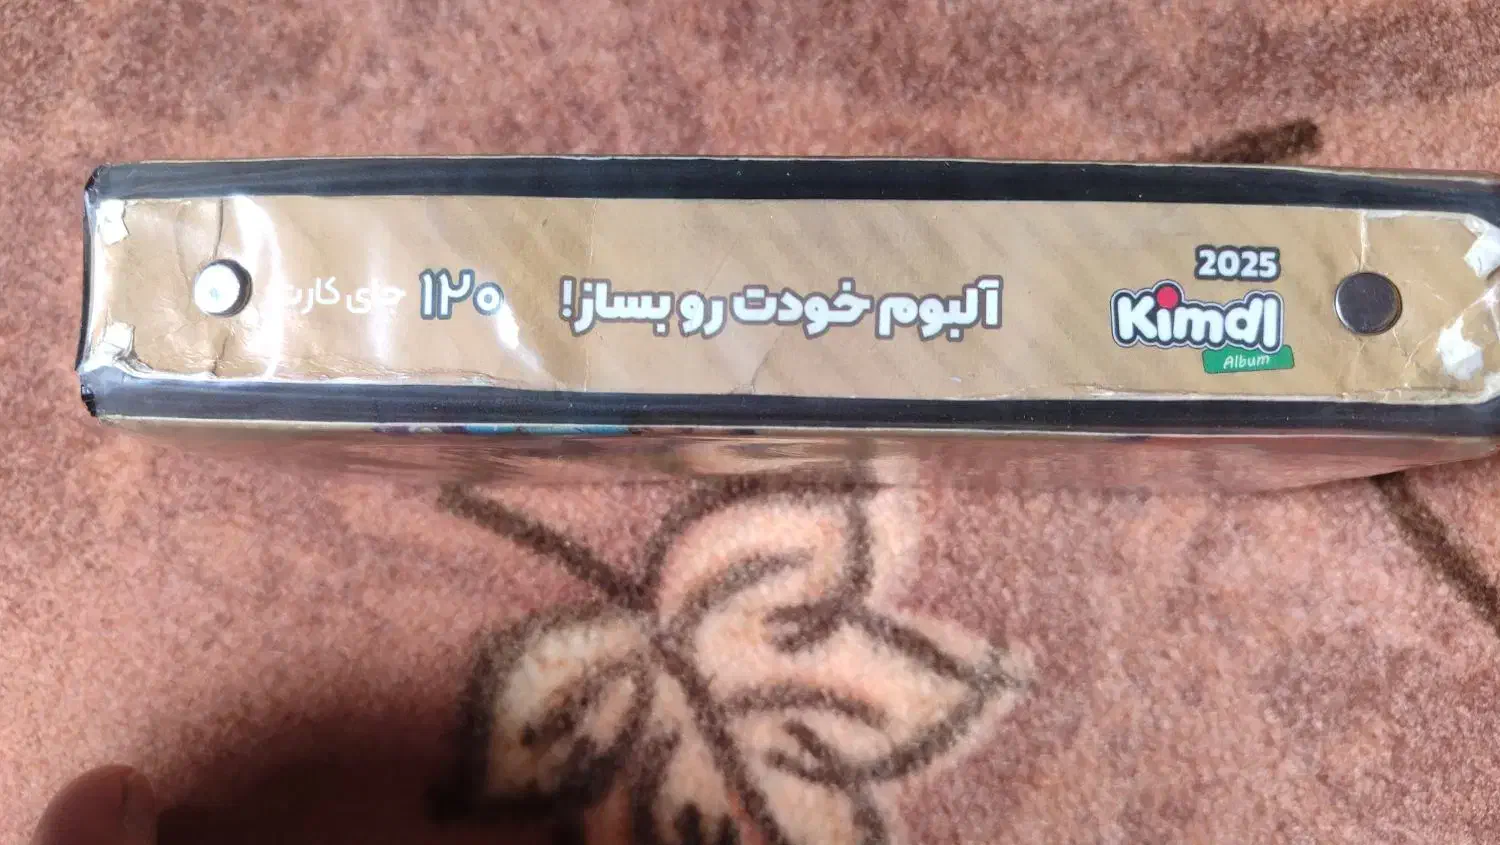 2025
Kimdl
Album
آلبوم خودت رو بساز!
۱۲۰ جای کارت